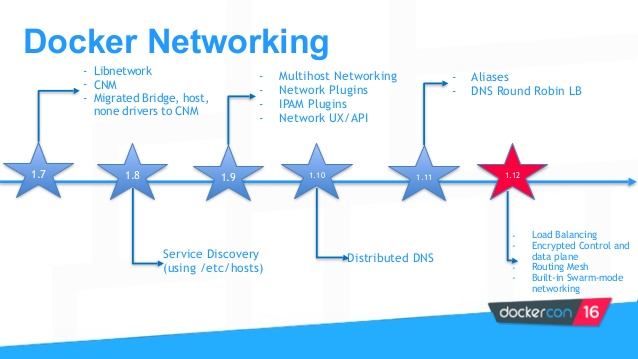 Docker Networking
- Libnetwork
- CNM
- Migrated Bridge, host,
none drivers to CNM
- Multihost Networking
- Network Plugins
- IPAM Plugins
- Network UX/API
- Aliases
- DNS Round Robin LB
1.7
1.8
1.9
1.10
1.11
1.12
Service Discovery
(using /etc/hosts)
Distributed DNS
- Load Balancing
- Encrypted Control and
data plane
- Routing Mesh
- Built-in Swarm-mode
networking
dockercon 16